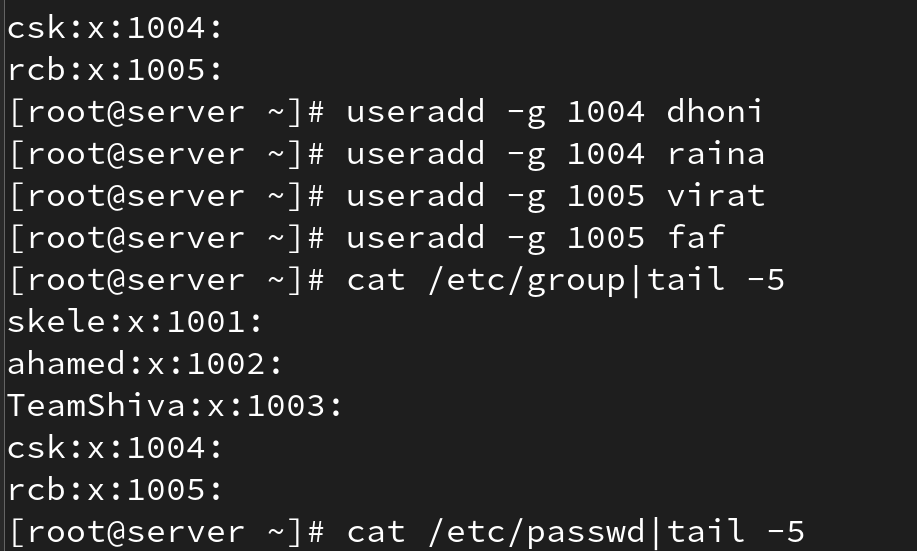 csk:x:1004:
rcb:x:1005:
[root@server ~]# useradd -g 1004 dhoni
[root@server ~]# useradd -g 1004 raina
[root@server ~]# useradd -g 1005 virat
[root@server ~]# useradd -g 1005 faf
[root@server ~]# cat /etc/group|tail -5
skele:x:1001:
ahamed:x:1002:
TeamShiva:x:1003:
csk:x:1004:
rcb:x:1005:
[root@server ~]# cat /etc/passwd|tail -5